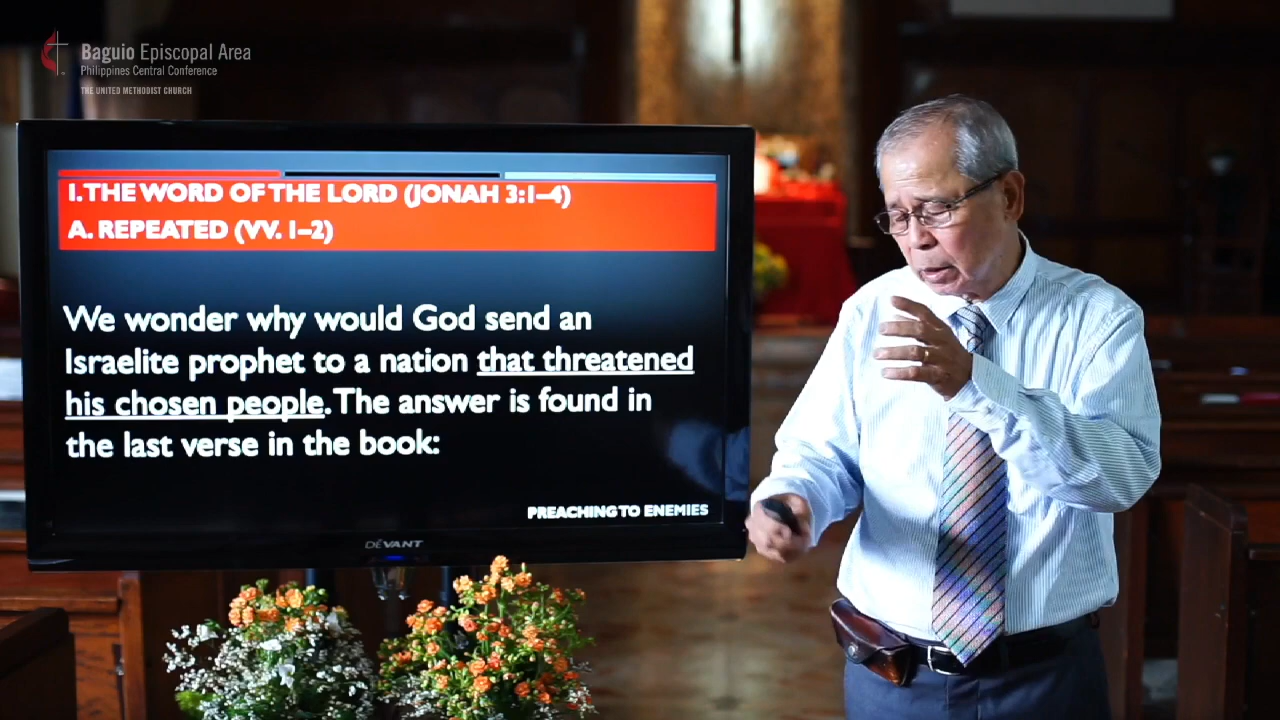 Baguio Episcopal Area
Philippines Central Conference
THE UNITED METHODIST CHURCH
I. THE WORD OF THE LORD (JONAH 3:1–4)
A. REPEATED (VV. 1–2)
We wonder why would God send an
Israelite prophet to a nation that threatened
his chosen people. The answer is found in
the last verse in the book:
PREACHING TO ENEMIES
DEVANT